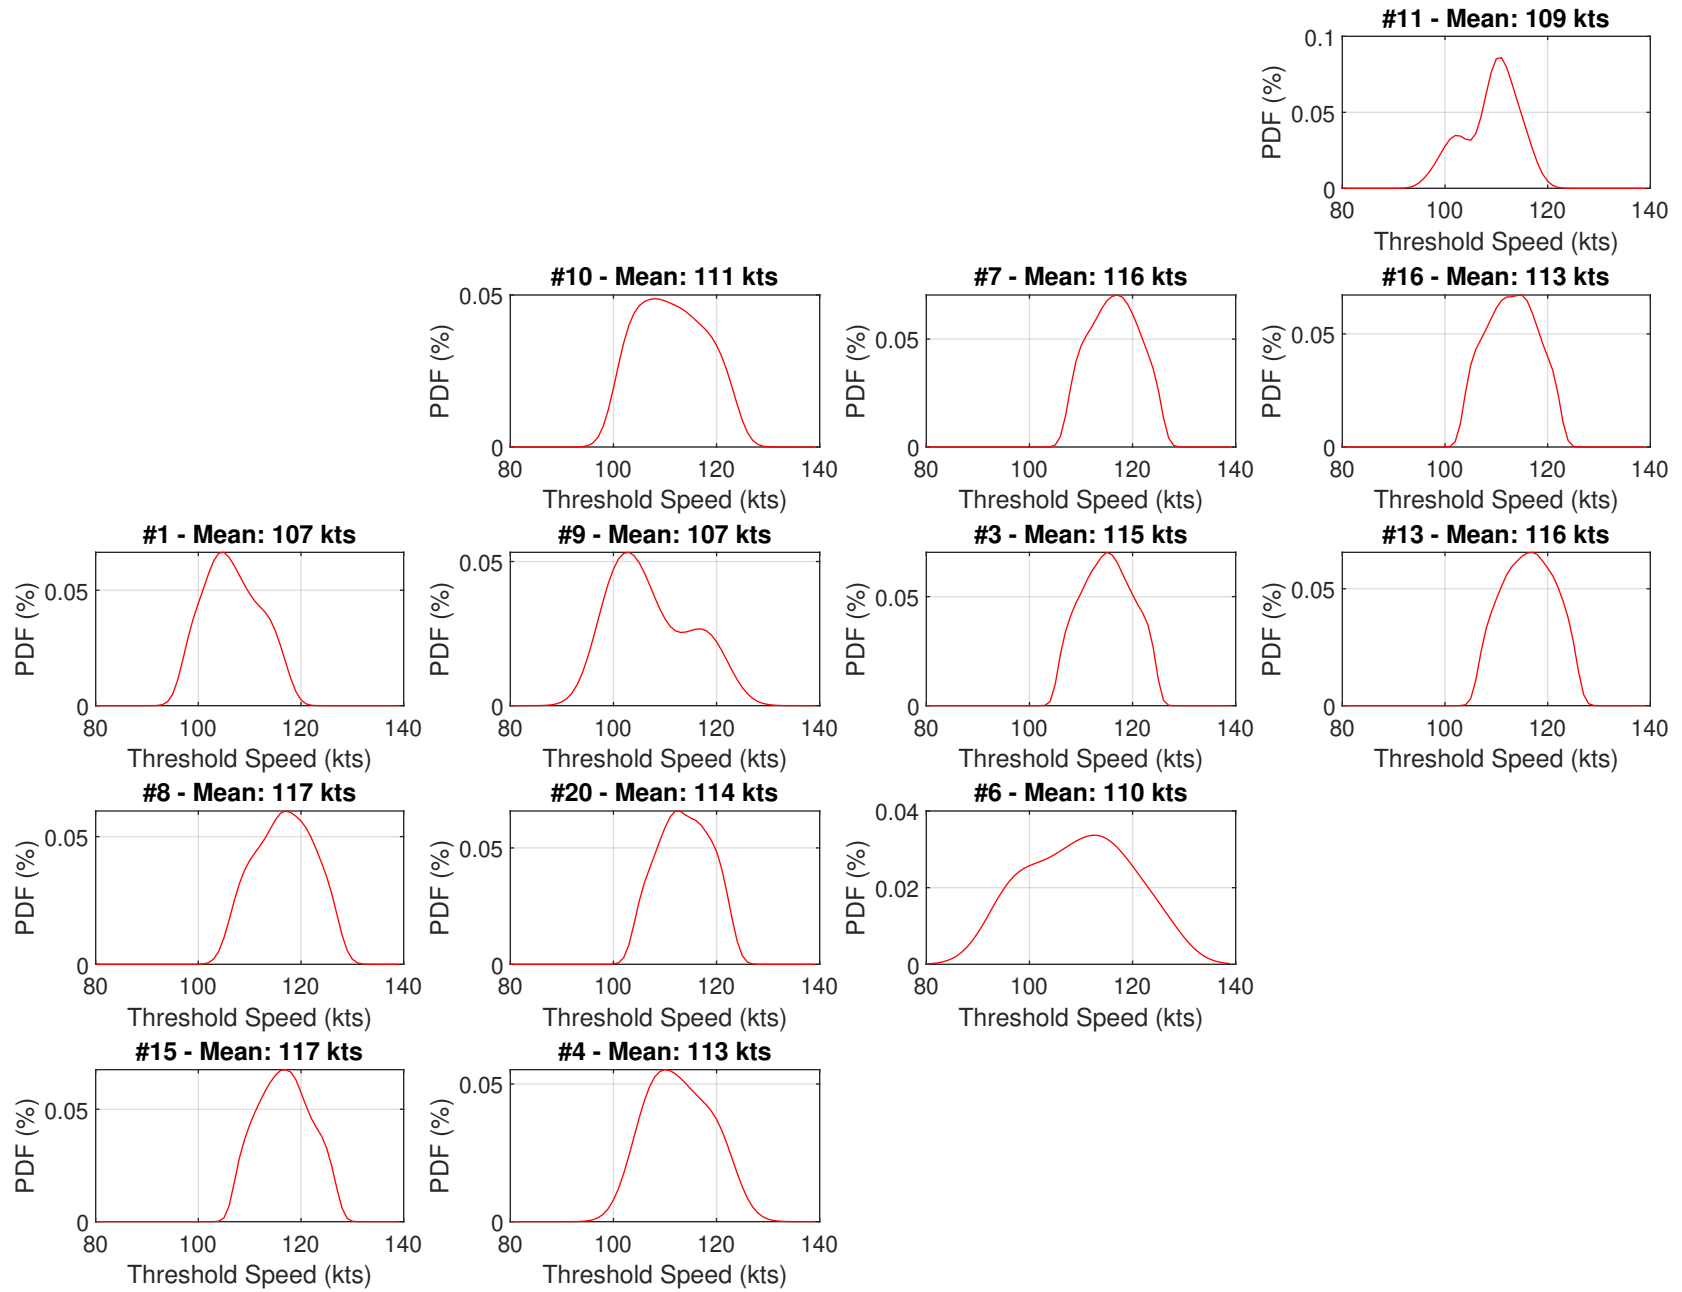 #11 - Mean: 109 kts
0.1
0.05
0
PDF (%)
80 100 120 140
Threshold Speed (kts)
#10 - Mean: 111 kts
0.05
0
PDF (%)
80 100 120 140
Threshold Speed (kts)
#7 - Mean: 116 kts
0.05
0
PDF (%)
80 100 120 140
Threshold Speed (kts)
#16 - Mean: 113 kts
0.05
0
PDF (%)
80 100 120 140
Threshold Speed (kts)
#1 - Mean: 107 kts
0.05
0
PDF (%)
80 100 120 140
Threshold Speed (kts)
#9 - Mean: 107 kts
0.05
0
PDF (%)
80 100 120 140
Threshold Speed (kts)
#3 - Mean: 115 kts
0.05
0
PDF (%)
80 100 120 140
Threshold Speed (kts)
#13 - Mean: 116 kts
0.05
0
PDF (%)
80 100 120 140
Threshold Speed (kts)
#8 - Mean: 117 kts
0.05
0
PDF (%)
80 100 120 140
Threshold Speed (kts)
#20 - Mean: 114 kts
0.05
0
PDF (%)
80 100 120 140
Threshold Speed (kts)
#6 - Mean: 110 kts
0.04
0.02
0
PDF (%)
80 100 120 140
Threshold Speed (kts)
#15 - Mean: 117 kts
0.05
0
PDF (%)
80 100 120 140
Threshold Speed (kts)
#4 - Mean: 113 kts
0.05
0
PDF (%)
80 100 120 140
Threshold Speed (kts)